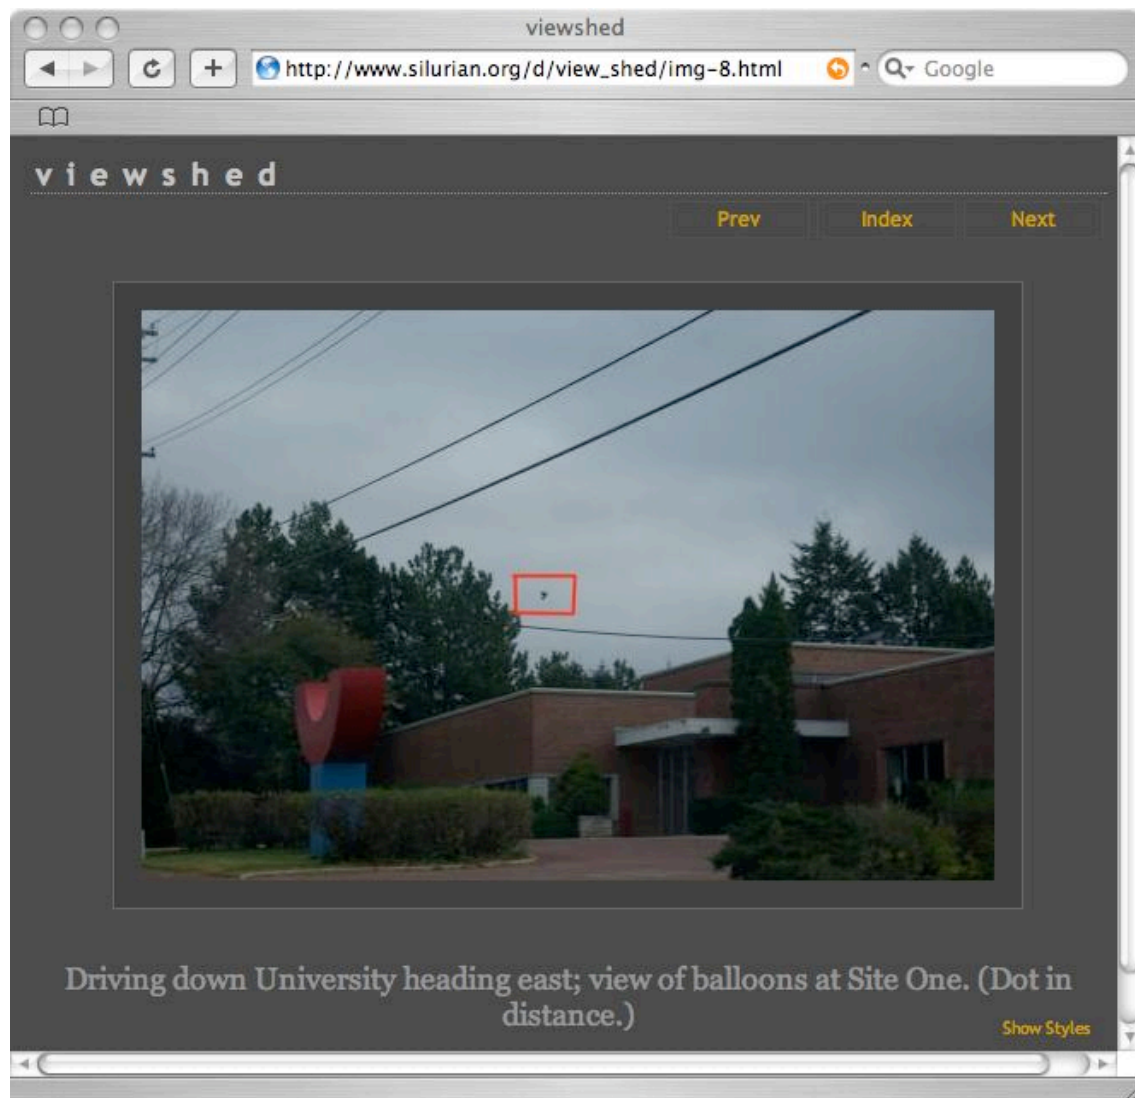 viewshed
http://www.silurian.org/d/view_shed/img-8.html
Google
viewshed
Prev Index Next
Driving down University heading east; view of balloons at Site One. (Dot in
distance.)
Show Styles